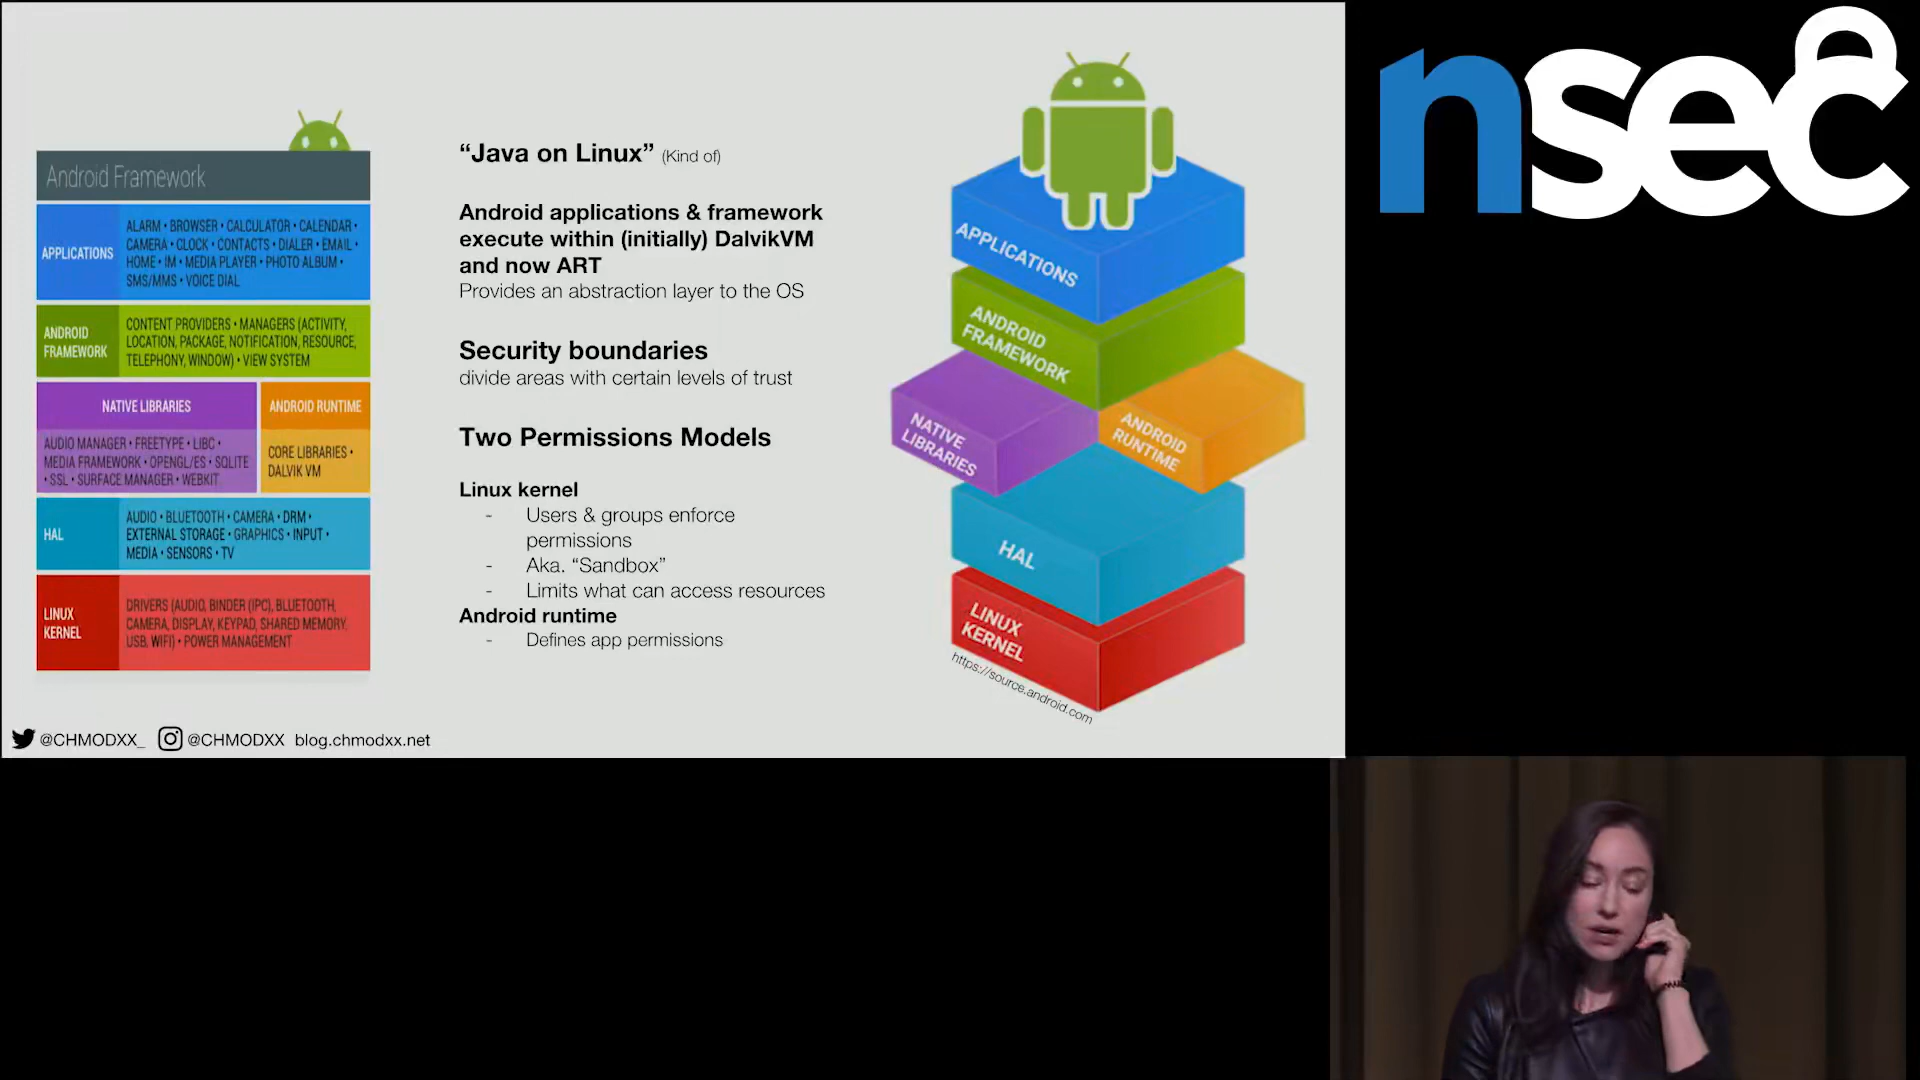 Android Framework
APPLICATIONS
ALARM • BROWSER • CALCULATOR • CALENDAR •
CAMERA • CLOCK • CONTACTS • DIALER • EMAIL •
HOME • IM • MEDIA PLAYER • PHOTO ALBUM •
SMS/MMS • VOICE DIAL
ANDROID
FRAMEWORK
CONTENT PROVIDERS • MANAGERS (ACTIVITY,
LOCATION, PACKAGE, NOTIFICATION, RESOURCE,
TELEPHONY, WINDOW) • VIEW SYSTEM
NATIVE LIBRARIES
AUDIO MANAGER • FREETYPE • LIBC •
MEDIA FRAMEWORK • OPENGL/ES • SQLITE
• SSL • SURFACE MANAGER • WEBKIT
ANDROID RUNTIME
CORE LIBRARIES •
DALVIK VM
HAL
AUDIO • BLUETOOTH • CAMERA • DRM •
EXTERNAL STORAGE • GRAPHICS • INPUT •
MEDIA • SENSORS • TV
LINUX
KERNEL
DRIVERS (AUDIO, BINDER (IPC), BLUETOOTH,
CAMERA, DISPLAY, KEYPAD, SHARED MEMORY,
USB, WIFI) • POWER MANAGEMENT
“Java on Linux” (Kind of)
Android applications & framework
execute within (initially) DalvikVM
and now ART
Provides an abstraction layer to the OS
Security boundaries
divide areas with certain levels of trust
Two Permissions Models
Linux kernel
- Users & groups enforce
permissions
- Aka. “Sandbox”
- Limits what can access resources
Android runtime
- Defines app permissions
APPLICATIONS
ANDROID
FRAMEWORK
NATIVE
LIBRARIES
ANDROID
RUNTIME
HAL
LINUX
KERNEL
https://source.android.com
@CHMODXX_ @CHMODXX blog.chmodxx.net
nsec